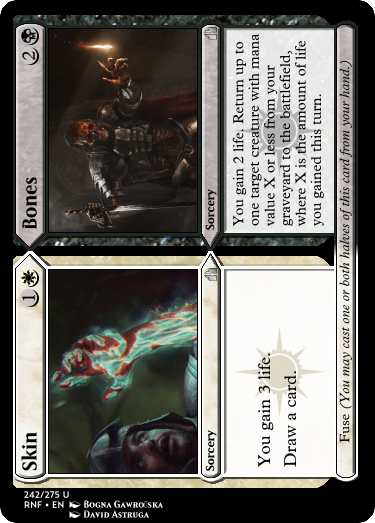 Skin 1
Sorcery
You gain 3 life.
Draw a card.
Bones 2
Sorcery
You gain 2 life. Return up to
one target creature with mana
value X or less from your
graveyard to the battlefield,
where X is the amount of life
you gained this turn.
Fuse (You may cast one or both halves of this card from your hand.)
242/275 U
RNF • EN Bogna Gawrońska
David Astruga